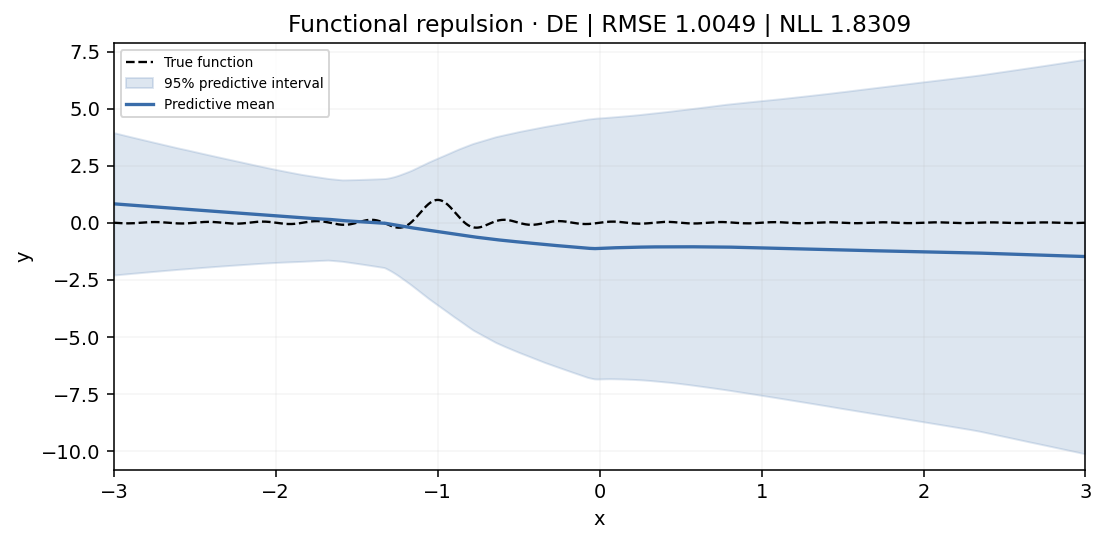 Functional repulsion · DE | RMSE 1.0049 | NLL 1.8309
True function
95% predictive interval
Predictive mean
7.5
5.0
2.5
0.0
−2.5
−5.0
−7.5
−10.0
y
−3
−2
−1
0
1
2
3
x